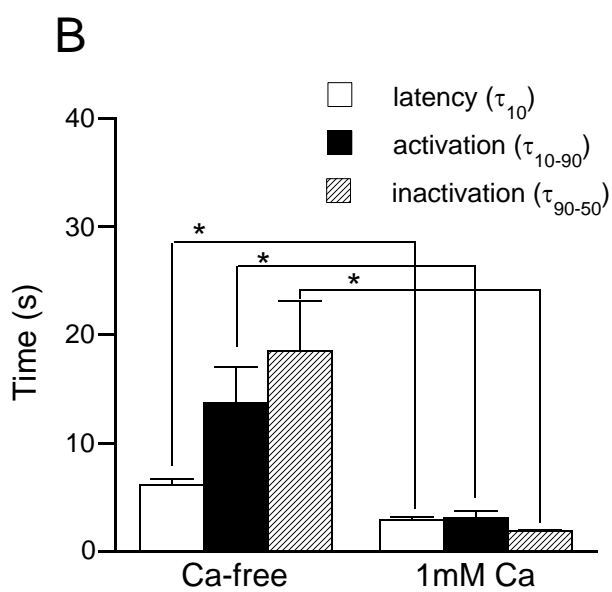 B
latency (τ10)
activation (τ10-90)
inactivation (τ90-50)
40
30
20
10
0
Time (s)
*
*
*
Ca-free
1mM Ca